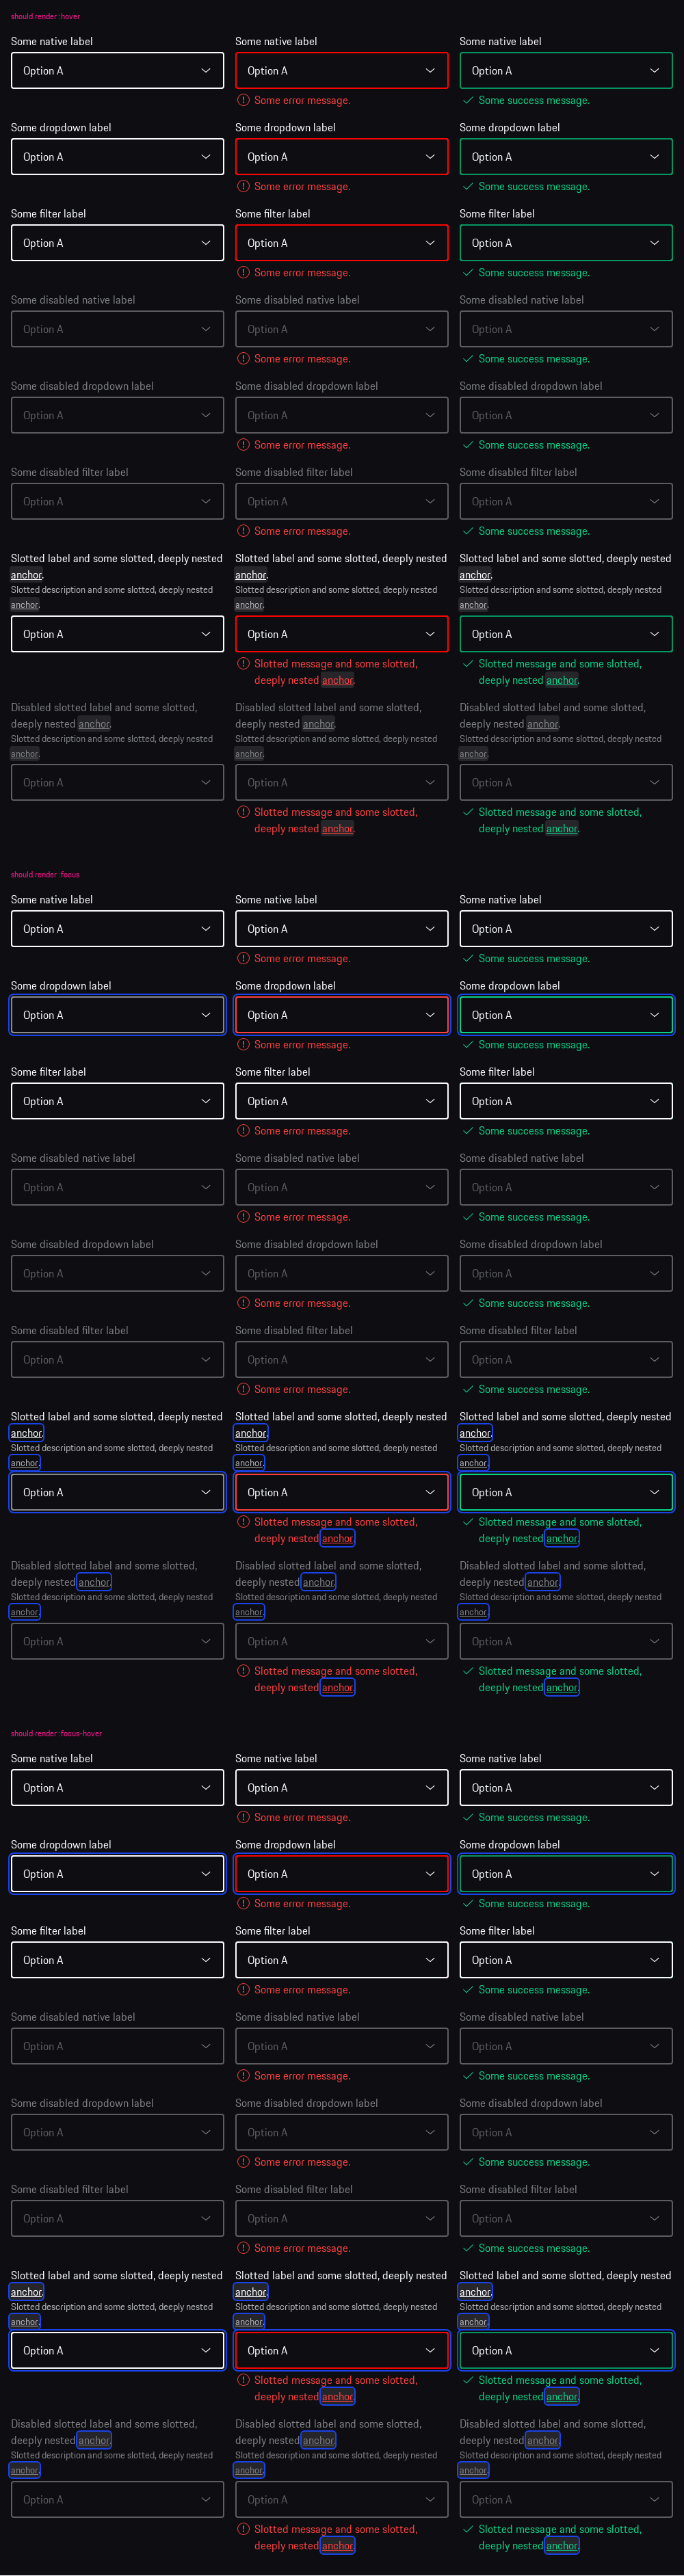 should render :hover
Some native label
Some native label
Some native label
Option A
Option A
Option A
Some error message.
Some success message.
Some dropdown label
Some dropdown label
Some dropdown label
Option A
Option A
Option A
Some error message.
Some success message.
Some filter label
Some filter label
Some filter label
Option A
Option A
Option A
Some error message.
Some success message.
Some disabled native label
Some disabled native label
Some disabled native label
Option A
Option A
Option A
Some error message.
Some success message.
Some disabled dropdown label
Some disabled dropdown label
Some disabled dropdown label
Option A
Option A
Option A
Some error message.
Some success message.
Some disabled filter label
Some disabled filter label
Some disabled filter label
Option A
Option A
Option A
Some error message.
Some success message.
Slotted label and some slotted, deeply nested
anchor.
Slotted description and some slotted, deeply nested
anchor.
Option A
Slotted label and some slotted, deeply nested
anchor.
Slotted description and some slotted, deeply nested
anchor.
Option A
Slotted message and some slotted,
deeply nested anchor.
Slotted label and some slotted, deeply nested
anchor.
Slotted description and some slotted, deeply nested
anchor.
Option A
Slotted message and some slotted,
deeply nested anchor.
Disabled slotted label and some slotted,
deeply nested anchor.
Slotted description and some slotted, deeply nested
anchor.
Option A
Disabled slotted label and some slotted,
deeply nested anchor.
Slotted description and some slotted, deeply nested
anchor.
Option A
Slotted message and some slotted,
deeply nested anchor.
Disabled slotted label and some slotted,
deeply nested anchor.
Slotted description and some slotted, deeply nested
anchor.
Option A
Slotted message and some slotted,
deeply nested anchor.
should render :focus
Some native label
Some native label
Some native label
Option A
Option A
Option A
Some error message.
Some success message.
Some dropdown label
Some dropdown label
Some dropdown label
Option A
Option A
Option A
Some error message.
Some success message.
Some filter label
Some filter label
Some filter label
Option A
Option A
Option A
Some error message.
Some success message.
Some disabled native label
Some disabled native label
Some disabled native label
Option A
Option A
Option A
Some error message.
Some success message.
Some disabled dropdown label
Some disabled dropdown label
Some disabled dropdown label
Option A
Option A
Option A
Some error message.
Some success message.
Some disabled filter label
Some disabled filter label
Some disabled filter label
Option A
Option A
Option A
Some error message.
Some success message.
Slotted label and some slotted, deeply nested
anchor.
Slotted description and some slotted, deeply nested
anchor.
Option A
Slotted label and some slotted, deeply nested
anchor.
Slotted description and some slotted, deeply nested
anchor.
Option A
Slotted message and some slotted,
deeply nested anchor.
Slotted label and some slotted, deeply nested
anchor.
Slotted description and some slotted, deeply nested
anchor.
Option A
Slotted message and some slotted,
deeply nested anchor.
Disabled slotted label and some slotted,
deeply nested anchor.
Slotted description and some slotted, deeply nested
anchor.
Option A
Disabled slotted label and some slotted,
deeply nested anchor.
Slotted description and some slotted, deeply nested
anchor.
Option A
Slotted message and some slotted,
deeply nested anchor.
Disabled slotted label and some slotted,
deeply nested anchor.
Slotted description and some slotted, deeply nested
anchor.
Option A
Slotted message and some slotted,
deeply nested anchor.
should render :focus-hover
Some native label
Some native label
Some native label
Option A
Option A
Option A
Some error message.
Some success message.
Some dropdown label
Some dropdown label
Some dropdown label
Option A
Option A
Option A
Some error message.
Some success message.
Some filter label
Some filter label
Some filter label
Option A
Option A
Option A
Some error message.
Some success message.
Some disabled native label
Some disabled native label
Some disabled native label
Option A
Option A
Option A
Some error message.
Some success message.
Some disabled dropdown label
Some disabled dropdown label
Some disabled dropdown label
Option A
Option A
Option A
Some error message.
Some success message.
Some disabled filter label
Some disabled filter label
Some disabled filter label
Option A
Option A
Option A
Some error message.
Some success message.
Slotted label and some slotted, deeply nested
anchor.
Slotted description and some slotted, deeply nested
anchor.
Option A
Slotted label and some slotted, deeply nested
anchor.
Slotted description and some slotted, deeply nested
anchor.
Option A
Slotted message and some slotted,
deeply nested anchor.
Slotted label and some slotted, deeply nested
anchor.
Slotted description and some slotted, deeply nested
anchor.
Option A
Slotted message and some slotted,
deeply nested anchor.
Disabled slotted label and some slotted,
deeply nested anchor.
Slotted description and some slotted, deeply nested
anchor.
Option A
Disabled slotted label and some slotted,
deeply nested anchor.
Slotted description and some slotted, deeply nested
anchor.
Option A
Slotted message and some slotted,
deeply nested anchor.
Disabled slotted label and some slotted,
deeply nested anchor.
Slotted description and some slotted, deeply nested
anchor.
Option A
Slotted message and some slotted,
deeply nested anchor.